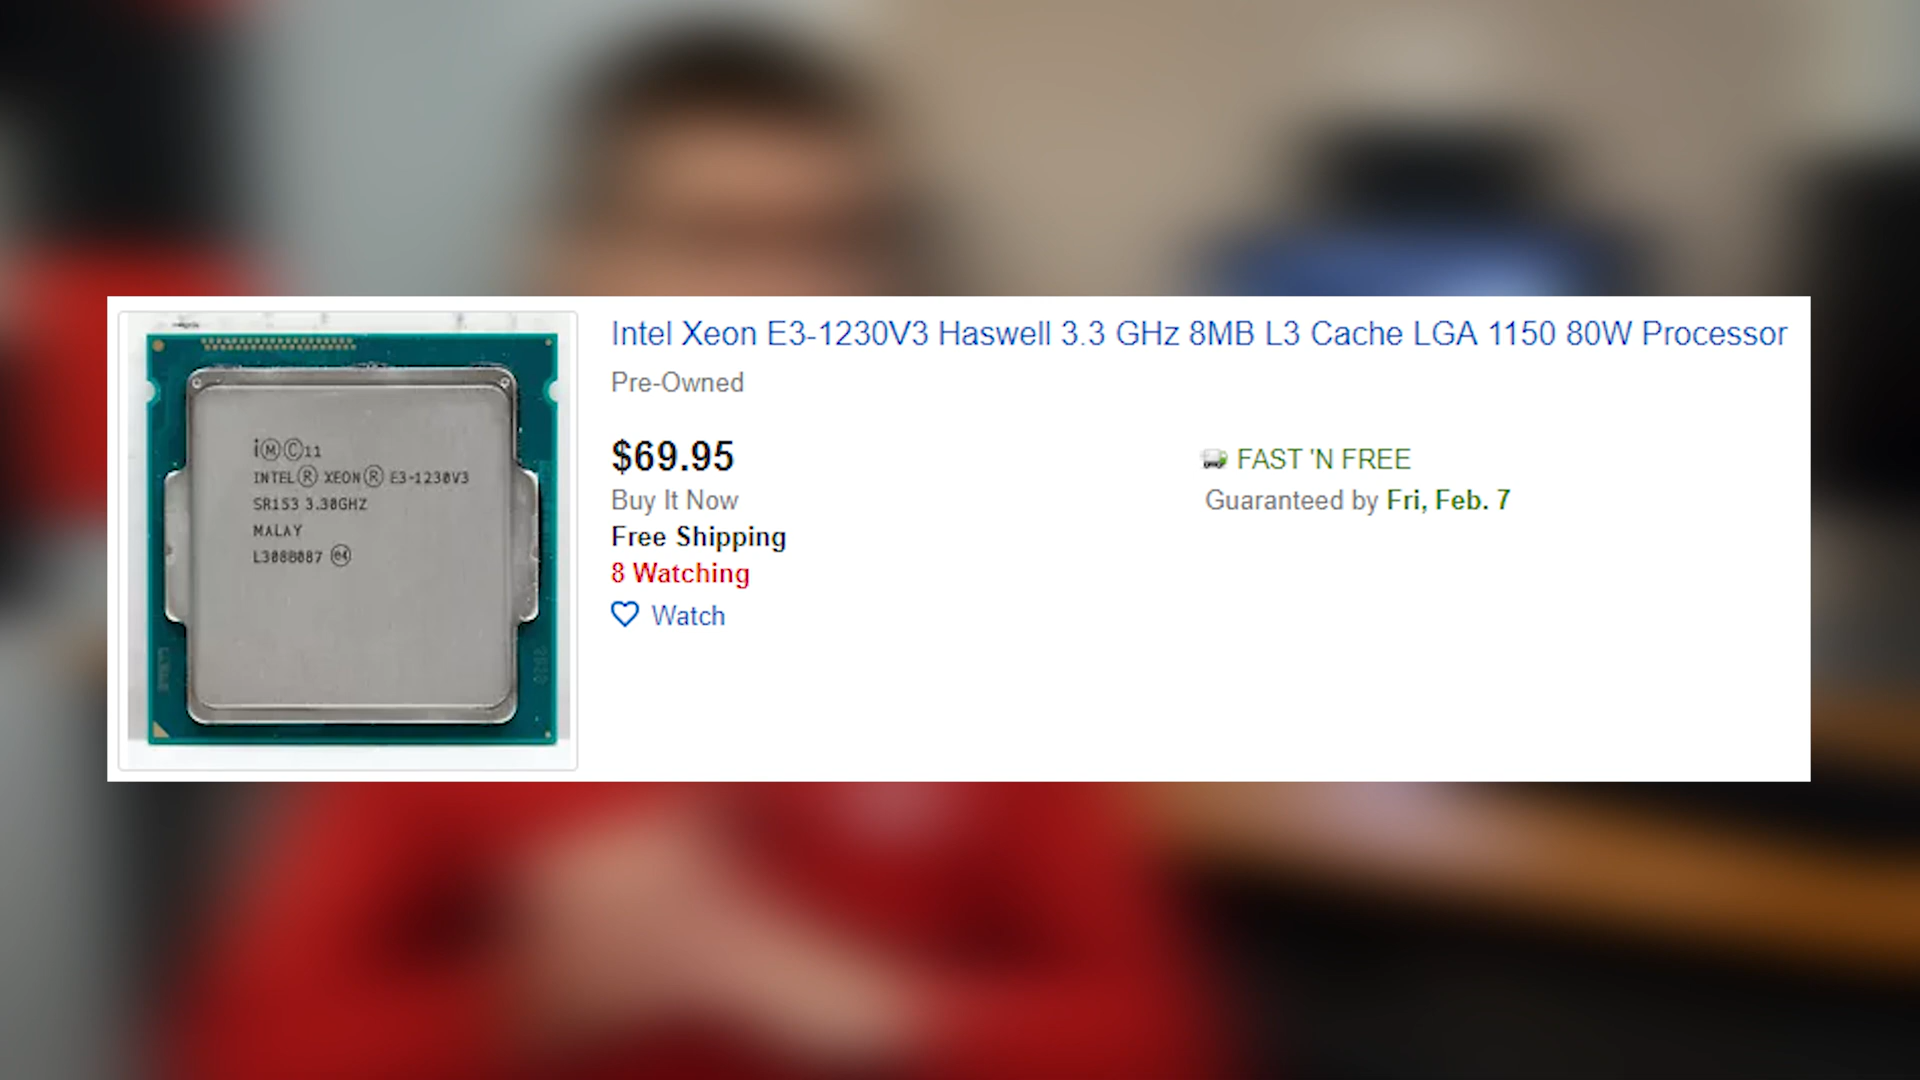 i Ⓜ Ⓒ 11
INTEL® XEON® E3-1230V3
SR153 3.30GHZ
MALAY
L308B087 e4
Intel Xeon E3-1230V3 Haswell 3.3 GHz 8MB L3 Cache LGA 1150 80W Processor
Pre-Owned
$69.95
Buy It Now
Free Shipping
8 Watching
Watch
FAST 'N FREE
Guaranteed by Fri, Feb. 7